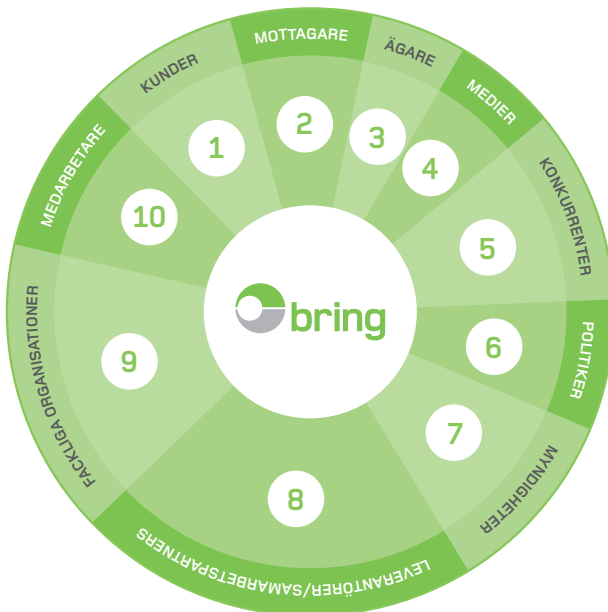 KUNDER
1
MOTTAGARE
2
ÄGARE
3
MEDIER
4
KONKURRENTER
5
POLITIKER
6
MYNDIGHETER
7
LEVERANTÖRER/SAMARBETSPARTNERS
8
FACKLIGA ORGANISATIONER
9
MEDARBETARE
10
bring